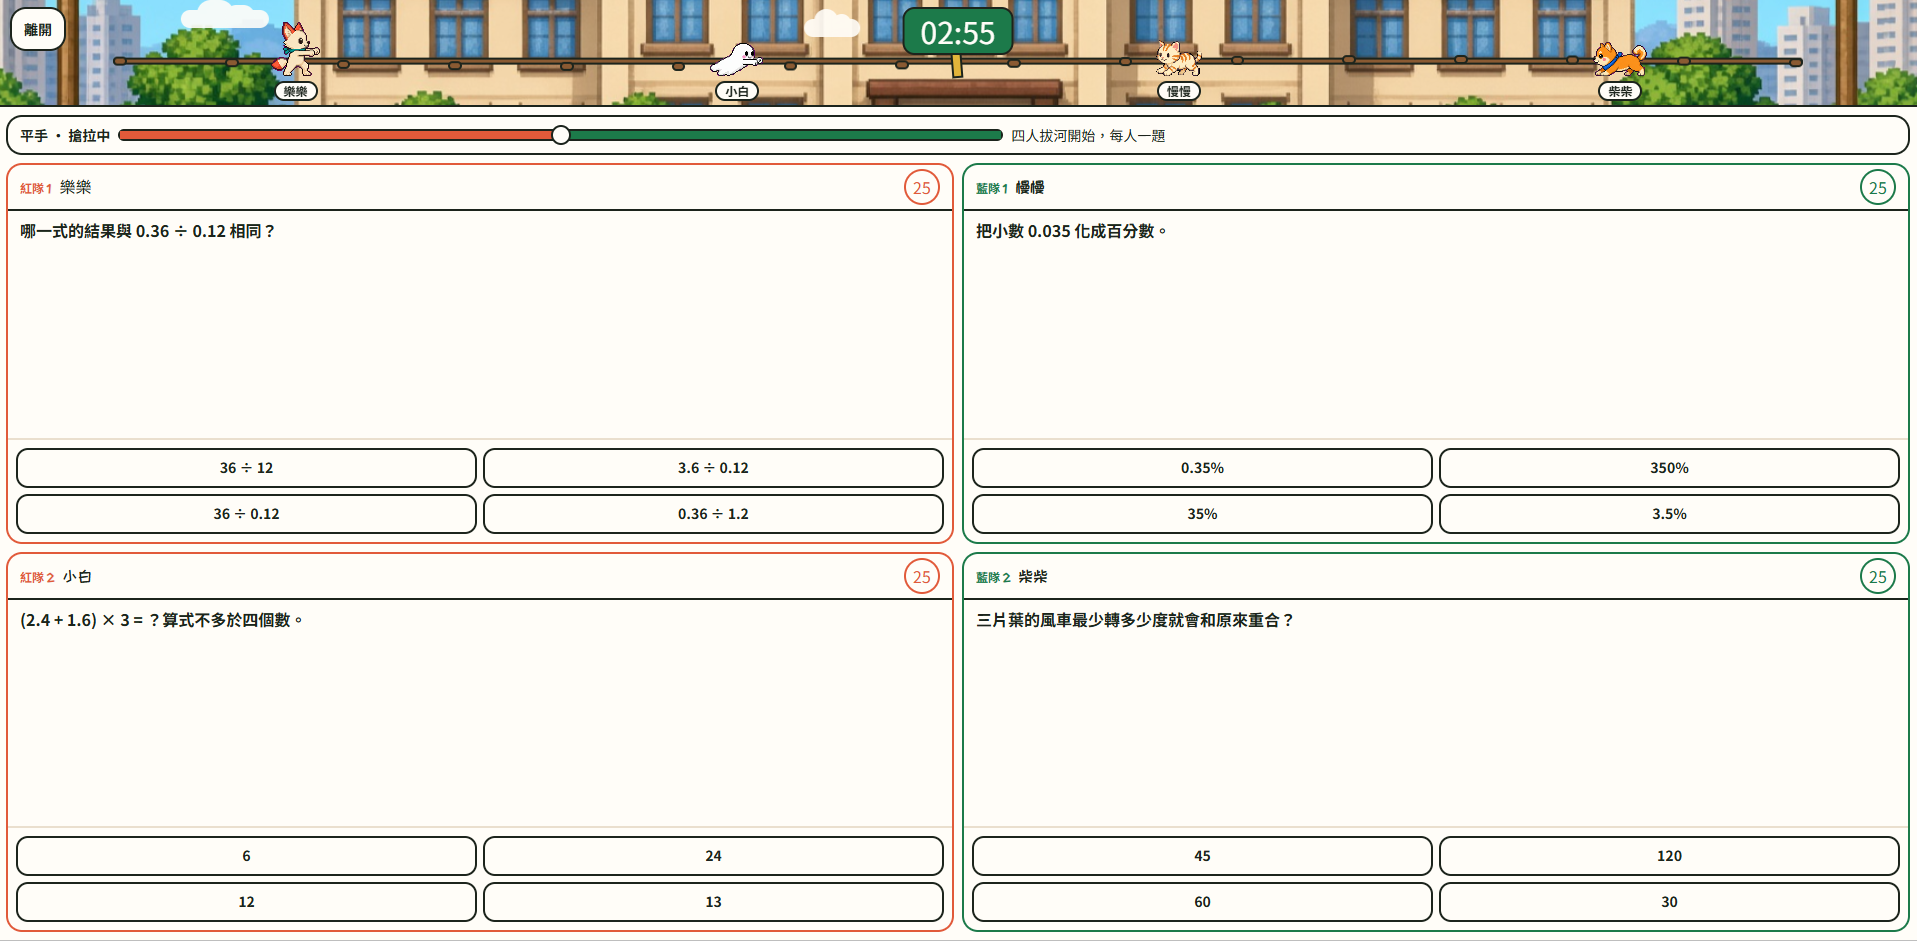 離開
02:55
樂樂
小白
慢慢
柴柴
平手 · 搶拉中
四人拔河開始，每人一題
紅隊1 樂樂
25
哪一式的結果與 0.36 ÷ 0.12 相同？
36 ÷ 12
3.6 ÷ 0.12
36 ÷ 0.12
0.36 ÷ 1.2
藍隊1 慢慢
25
把小數 0.035 化成百分數。
0.35%
350%
35%
3.5%
紅隊2 小白
25
(2.4 + 1.6) × 3 = ？算式不多於四個數。
6
24
12
13
藍隊2 柴柴
25
三片葉的風車最少轉多少度就會和原來重合？
45
120
60
30